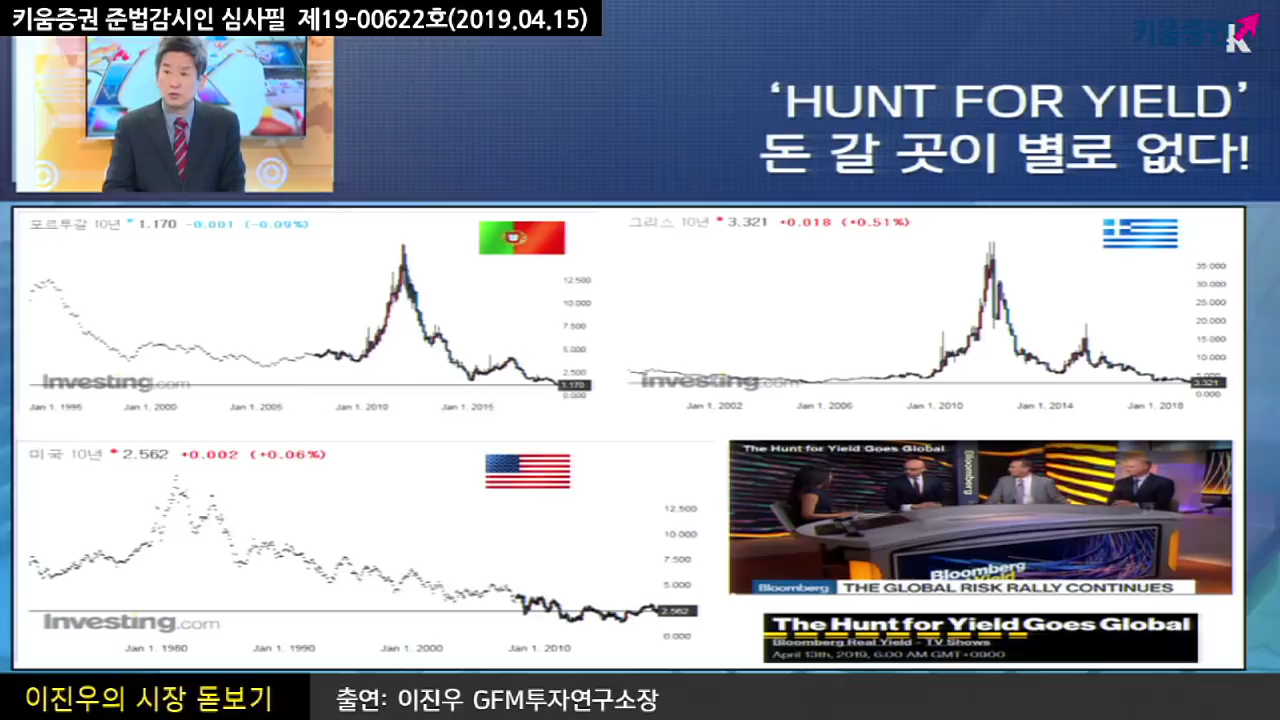 키움증권 준법감시인 심사필 제19-00622호(2019.04.15)
키움증권
‘HUNT FOR YIELD’
돈 갈 곳이 별로 없다!
포르투갈 10년 1.170 -0.001 (-0.09%)
12.500
10.000
7.500
5.000
2.500
1.170
0.000
Investing.com
Jan 1. 1995 Jan 1. 2000 Jan 1. 2005 Jan 1. 2010 Jan 1. 2015
그리스 10년 3.321 +0.018 (+0.51%)
35.000
30.000
25.000
20.000
15.000
10.000
5.000
3.321
0.000
Investing.com
Jan 1. 2002 Jan 1. 2006 Jan 1. 2010 Jan 1. 2014 Jan 1. 2018
미국 10년 2.562 +0.002 (+0.06%)
12.500
10.000
7.500
5.000
2.562
0.000
Investing.com
Jan 1. 1980 Jan 1. 1990 Jan 1. 2000 Jan 1. 2010
The Hunt for Yield Goes Global
Bloomberg
Bloomberg
Yield
Bloomberg THE GLOBAL RISK RALLY CONTINUES
The Hunt for Yield Goes Global
Bloomberg Real Yield - TV Shows
April 13th, 2019, 6:00 AM GMT+0900
이진우의 시장 돋보기
출연: 이진우 GFM투자연구소장